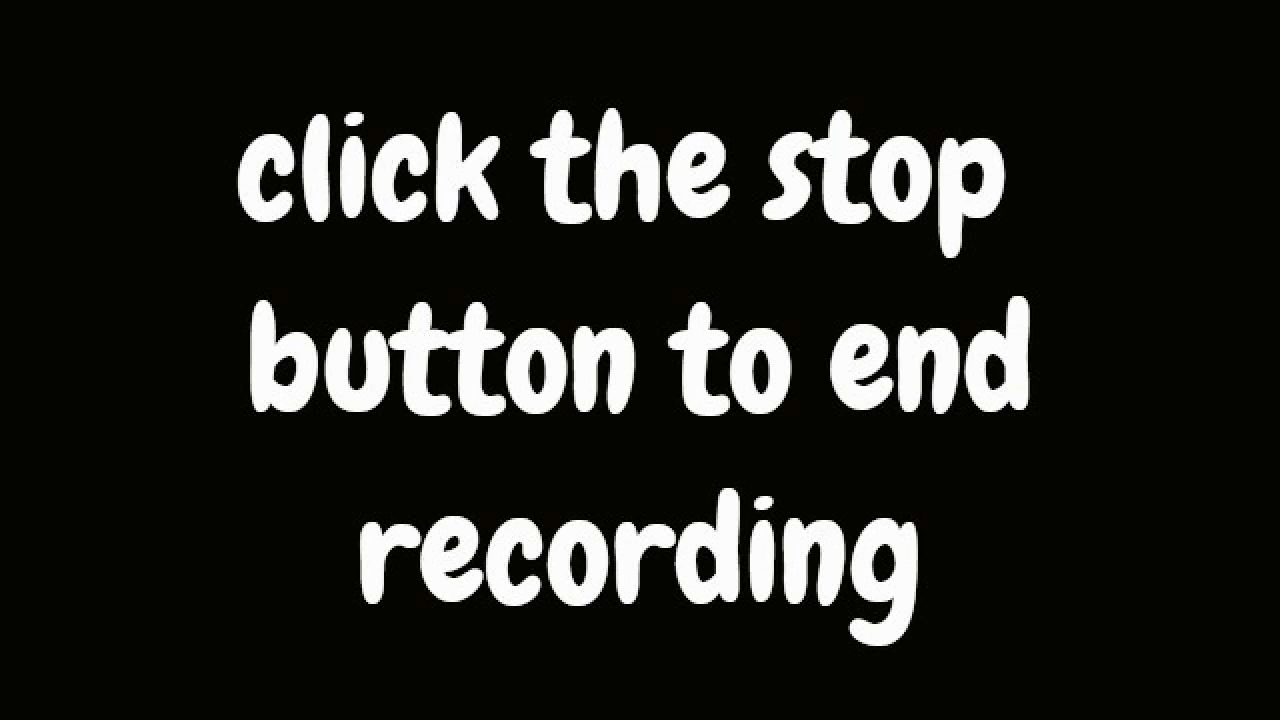 click the stop
button to end
recording